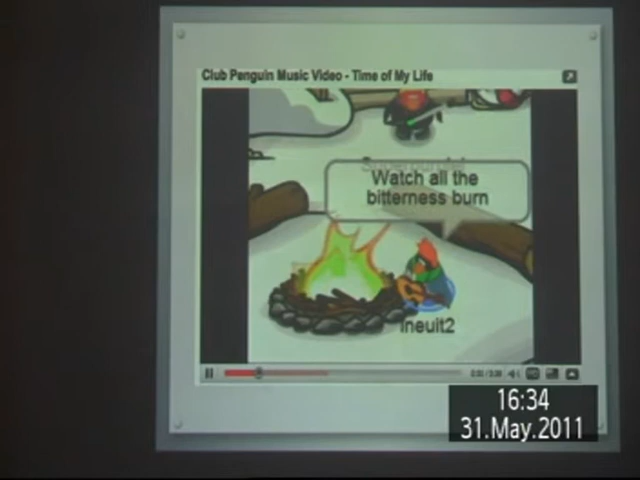 Club Penguin Music Video - Time of My Life
Watch all the
bitterness burn
ineuit2
16:34
31.May.2011